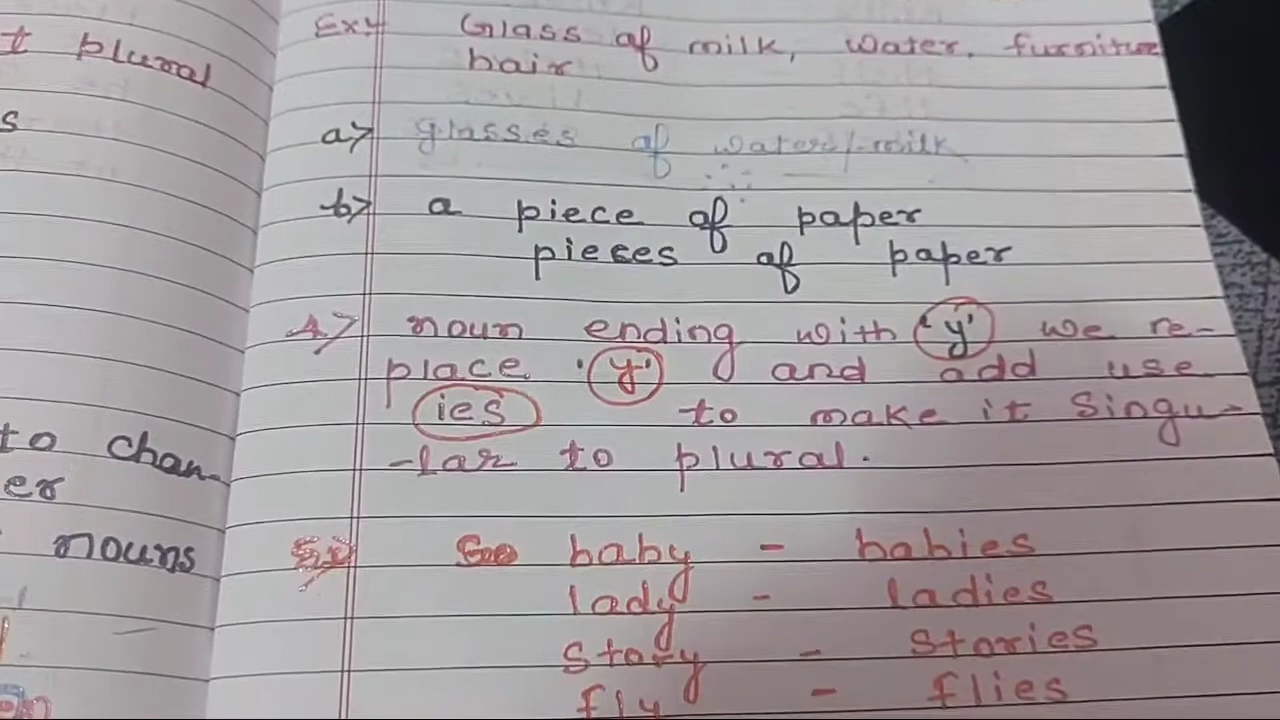 t plural
s
to chan-
er
nouns
Ex:- Glass of milk, water, furniture
hair
a> glasses of water/milk
b> a piece of paper
pieces of paper
4> noun ending with 'y' we re-
place 'y' and add use
ies to make it Singu-
-lar to plural.
Ex baby - babies
lady - ladies
story - stories
fly - flies